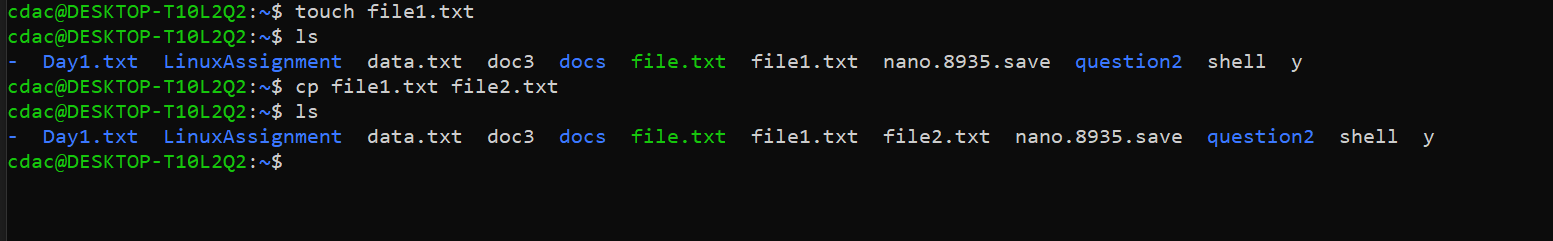 cdac@DESKTOP-T10L2Q2:~$ touch file1.txt
cdac@DESKTOP-T10L2Q2:~$ ls
-  Day1.txt  LinuxAssignment  data.txt  doc3  docs  file.txt  file1.txt  nano.8935.save  question2  shell  y
cdac@DESKTOP-T10L2Q2:~$ cp file1.txt file2.txt
cdac@DESKTOP-T10L2Q2:~$ ls
-  Day1.txt  LinuxAssignment  data.txt  doc3  docs  file.txt  file1.txt  file2.txt  nano.8935.save  question2  shell  y
cdac@DESKTOP-T10L2Q2:~$